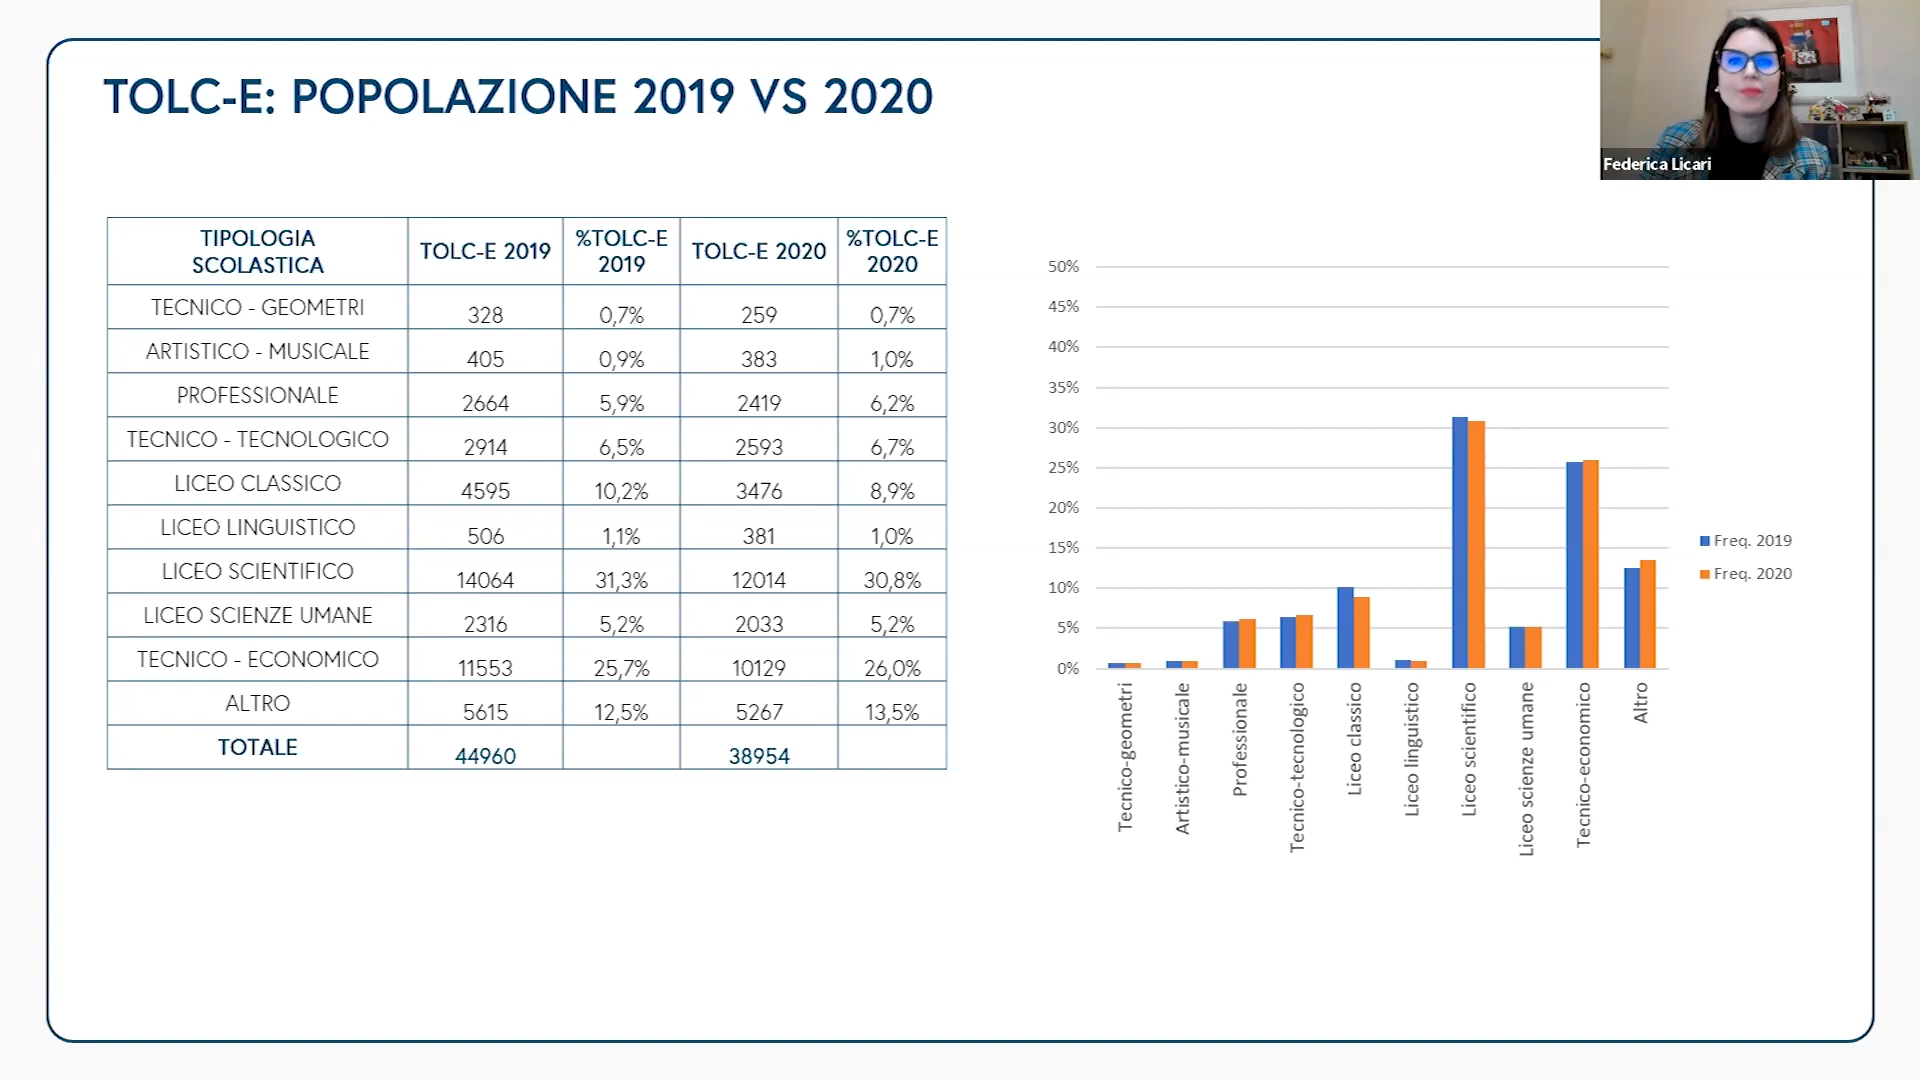 TOLC-E: POPOLAZIONE 2019 VS 2020
Federica Licari
TIPOLOGIA SCOLASTICA TOLC-E 2019 %TOLC-E 2019 TOLC-E 2020 %TOLC-E 2020
TECNICO - GEOMETRI 328 0,7% 259 0,7%
ARTISTICO - MUSICALE 405 0,9% 383 1,0%
PROFESSIONALE 2664 5,9% 2419 6,2%
TECNICO - TECNOLOGICO 2914 6,5% 2593 6,7%
LICEO CLASSICO 4595 10,2% 3476 8,9%
LICEO LINGUISTICO 506 1,1% 381 1,0%
LICEO SCIENTIFICO 14064 31,3% 12014 30,8%
LICEO SCIENZE UMANE 2316 5,2% 2033 5,2%
TECNICO - ECONOMICO 11553 25,7% 10129 26,0%
ALTRO 5615 12,5% 5267 13,5%
TOTALE 44960 38954
50%
45%
40%
35%
30%
25%
20%
15%
10%
5%
0%
Tecnico-geometri
Artistico-musicale
Professionale
Tecnico-tecnologico
Liceo classico
Liceo linguistico
Liceo scientifico
Liceo scienze umane
Tecnico-economico
Altro
Freq. 2019
Freq. 2020